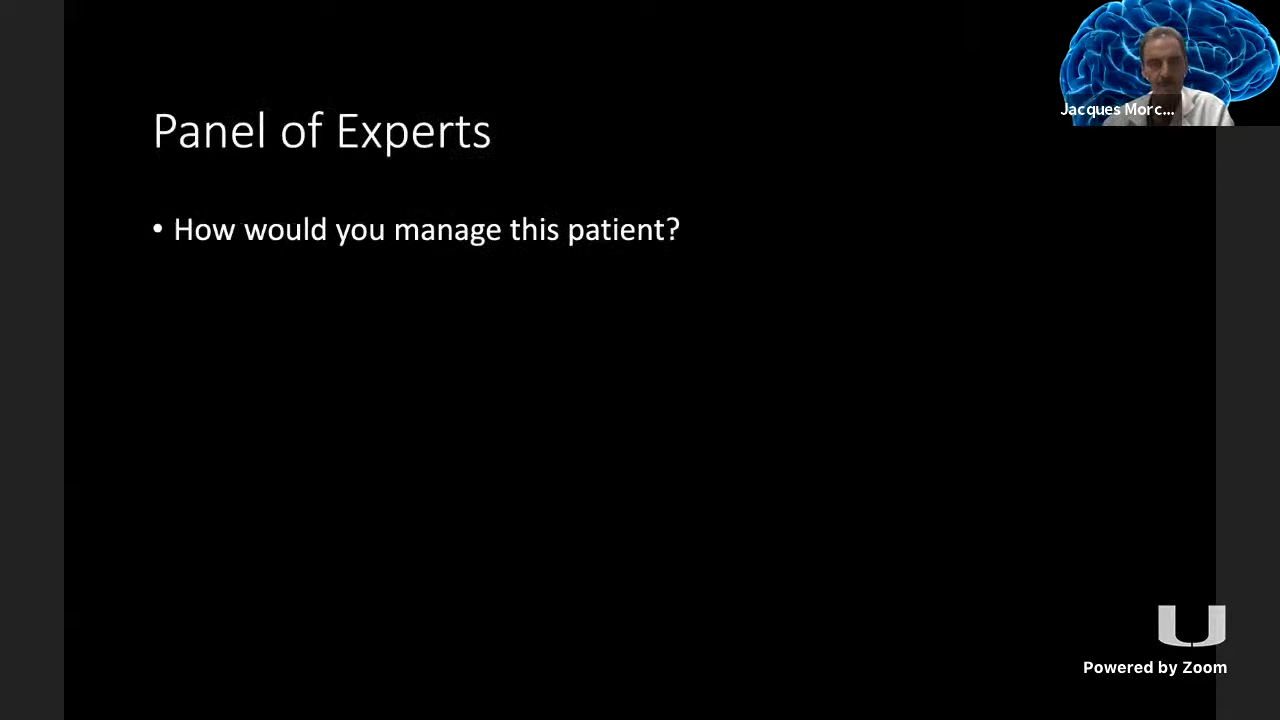 Jacques Morc...
Panel of Experts
• How would you manage this patient?
U
Powered by Zoom